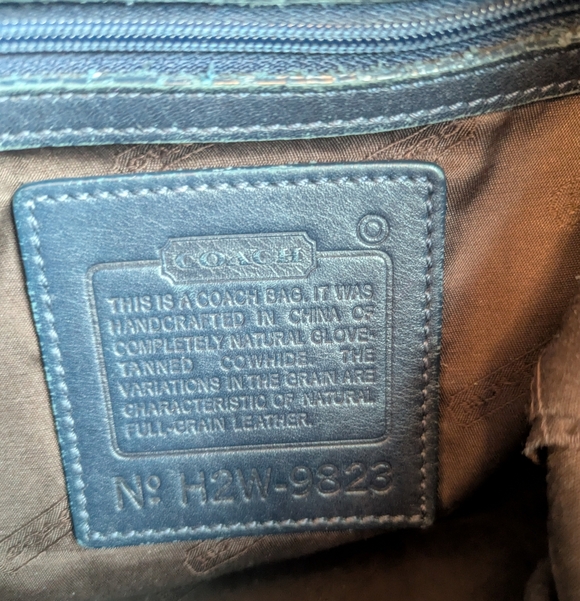 COACH
THIS IS A COACH BAG. IT WAS
HANDCRAFTED IN CHINA OF
COMPLETELY NATURAL GLOVE-
TANNED COWHIDE. THE
VARIATIONS IN THE GRAIN ARE
CHARACTERISTIC OF NATURAL
FULL-GRAIN LEATHER.
Nº H2W-9823